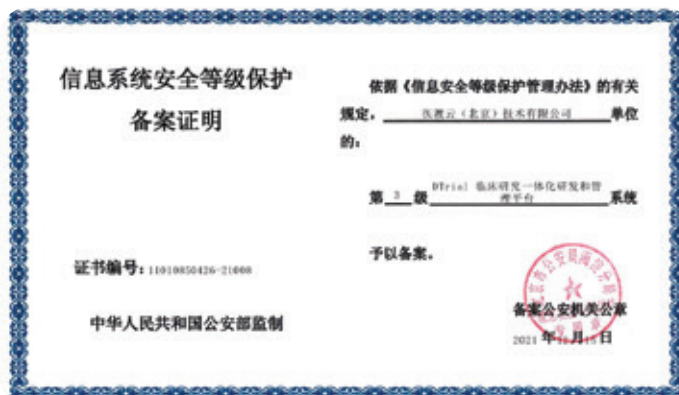 信息系统安全等级保护
备案证明
证书编号:11010850426-21008
中华人民共和国公安部监制
依据《信息安全等级保护管理办法》的有关
规定,医渡云(北京)技术有限公司单位
的:
第 3 级 DTrial 临床研究一体化研发和管
理平台 系统
予以备案。
备案公安机关公章
2021 年 月 日